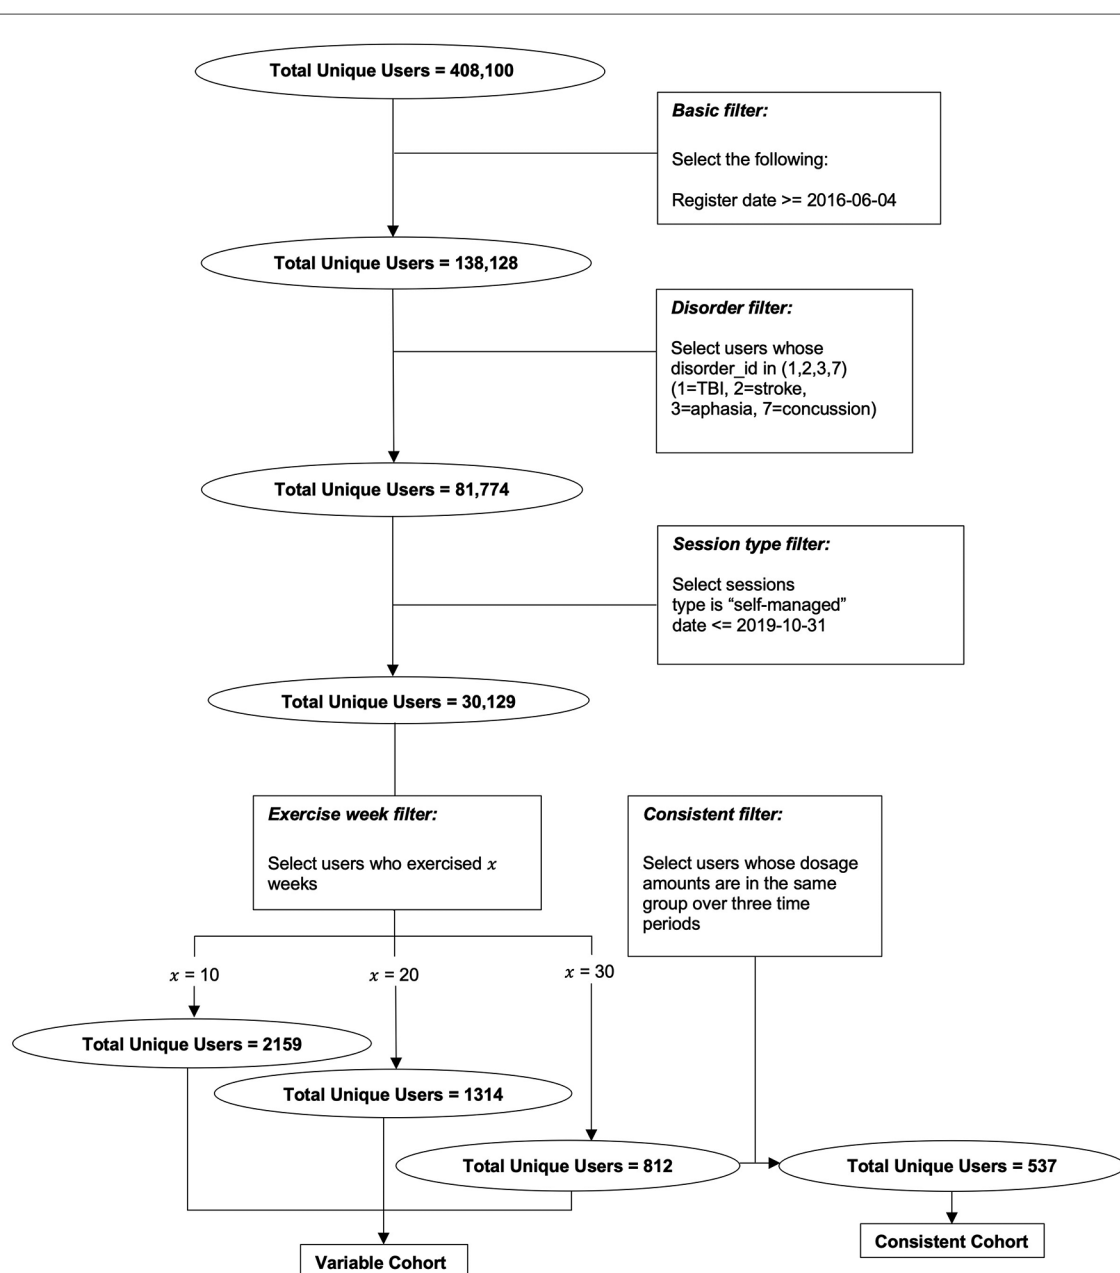 Total Unique Users = 408,100
Basic filter:
Select the following:
Register date >= 2016-06-04
Total Unique Users = 138,128
Disorder filter:
Select users whose
disorder_id in (1,2,3,7)
(1=TBI, 2=stroke,
3=aphasia, 7=concussion)
Total Unique Users = 81,774
Session type filter:
Select sessions
type is “self-managed”
date <= 2019-10-31
Total Unique Users = 30,129
Exercise week filter:
Select users who exercised x
weeks
Consistent filter:
Select users whose dosage
amounts are in the same
group over three time
periods
x = 10
x = 20
x = 30
Total Unique Users = 2159
Total Unique Users = 1314
Total Unique Users = 812
Total Unique Users = 537
Variable Cohort
Consistent Cohort